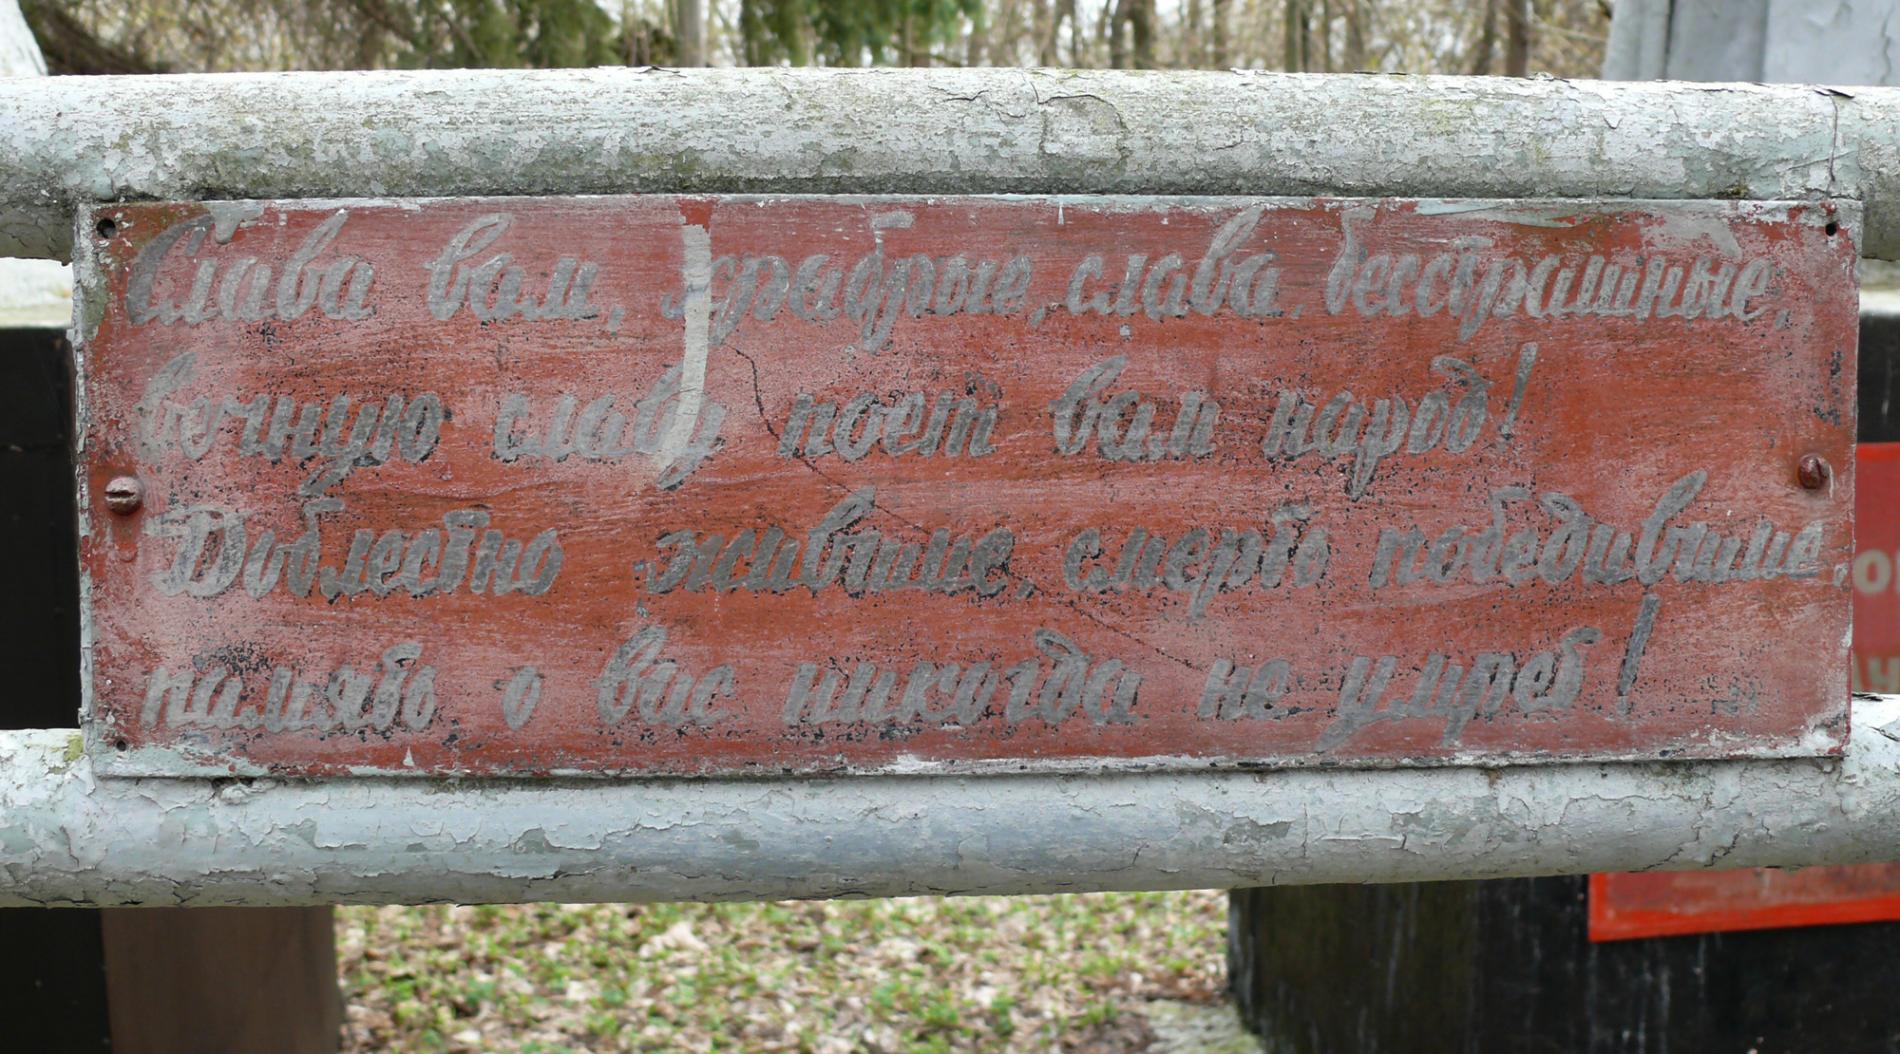 Слава вам, храбрые, слава, бесстрашные,
вечную славу поет вам народ!
Доблестно жившие, смерть победившие,
память о вас никогда не умрет!